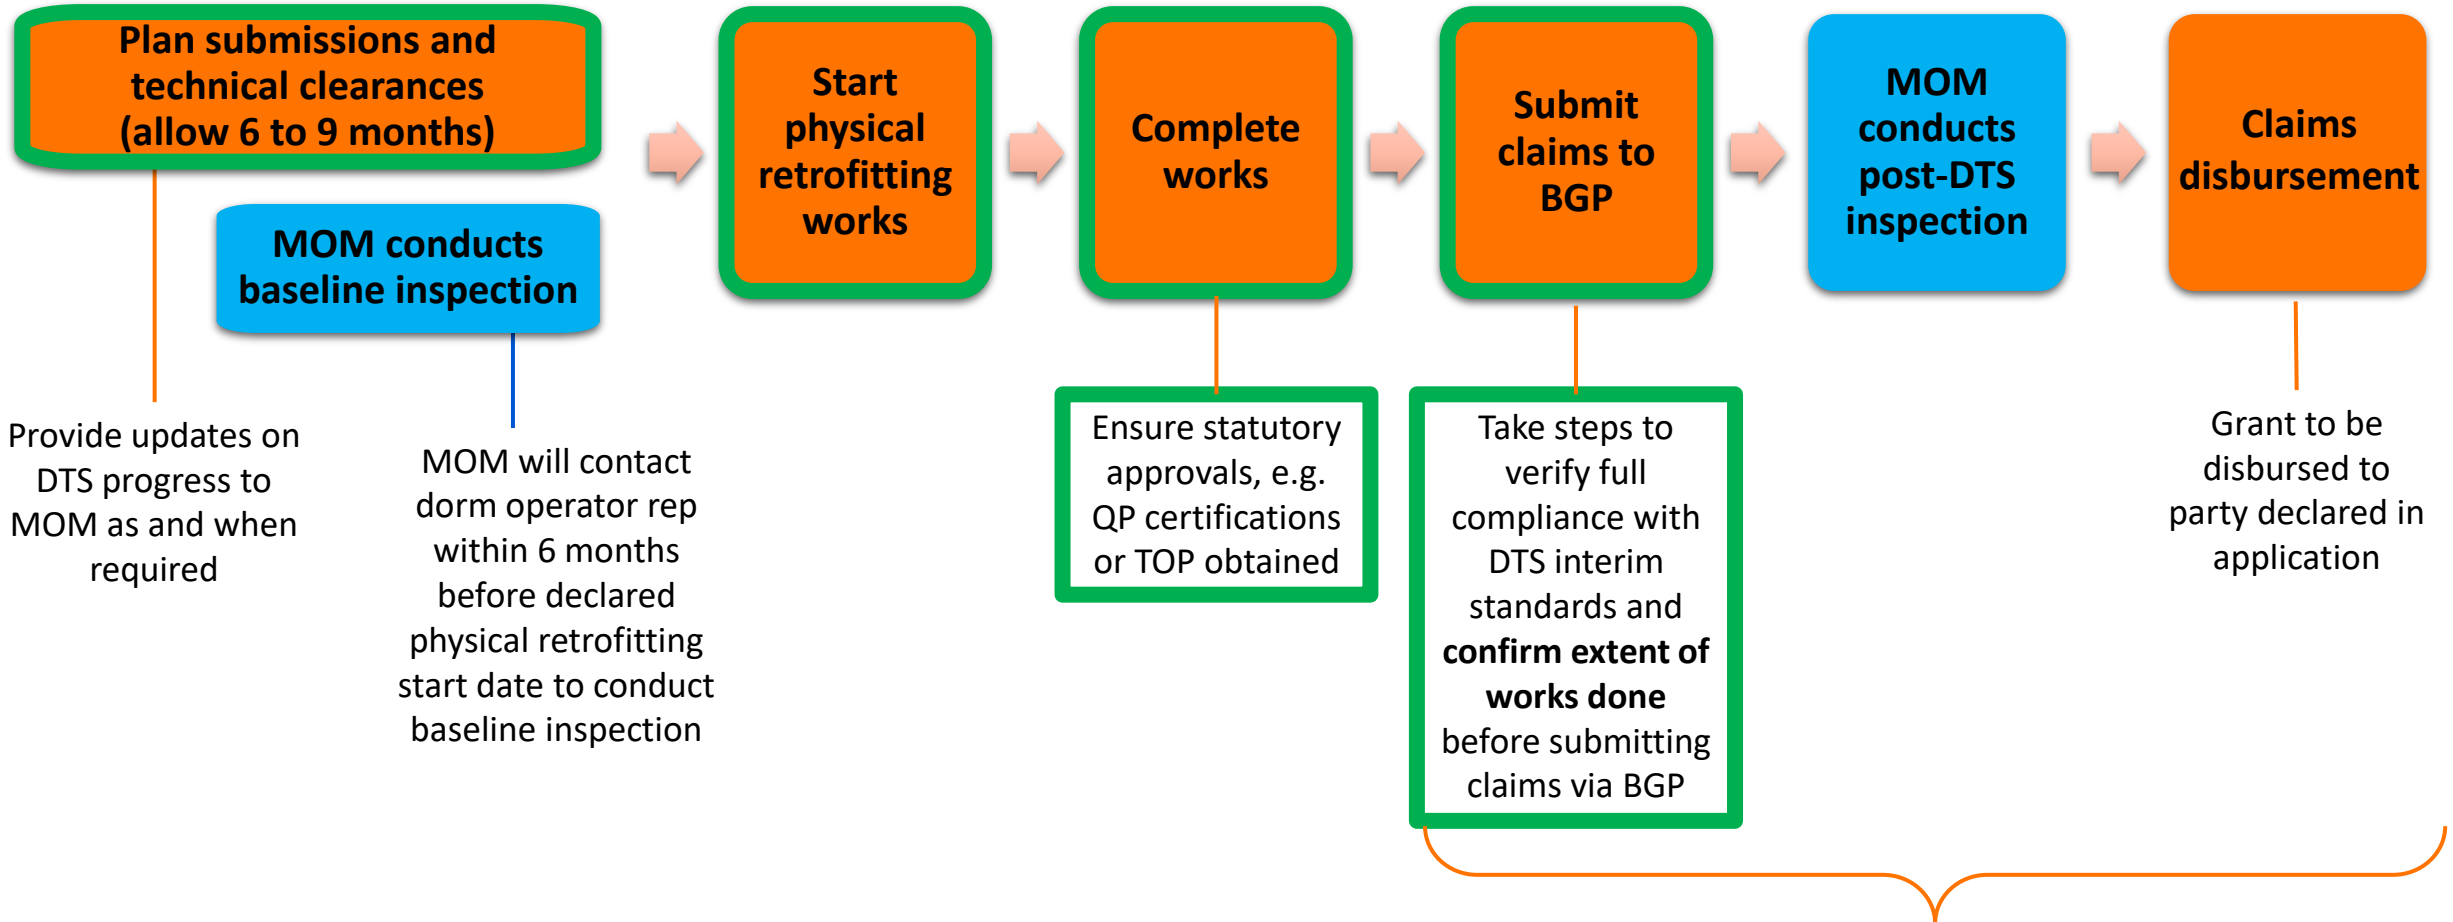 Plan submissions and
technical clearances
(allow 6 to 9 months)
MOM conducts
baseline inspection
Start
physical
retrofitting
works
Complete
works
Submit
claims to
BGP
MOM
conducts
post-DTS
inspection
Claims
disbursement
Provide updates on
DTS progress to
MOM as and when
required
MOM will contact
dorm operator rep
within 6 months
before declared
physical retrofitting
start date to conduct
baseline inspection
Ensure statutory
approvals, e.g.
QP certifications
or TOP obtained
Take steps to
verify full
compliance with
DTS interim
standards and
confirm extent of
works done
before submitting
claims via BGP
Grant to be
disbursed to
party declared in
application